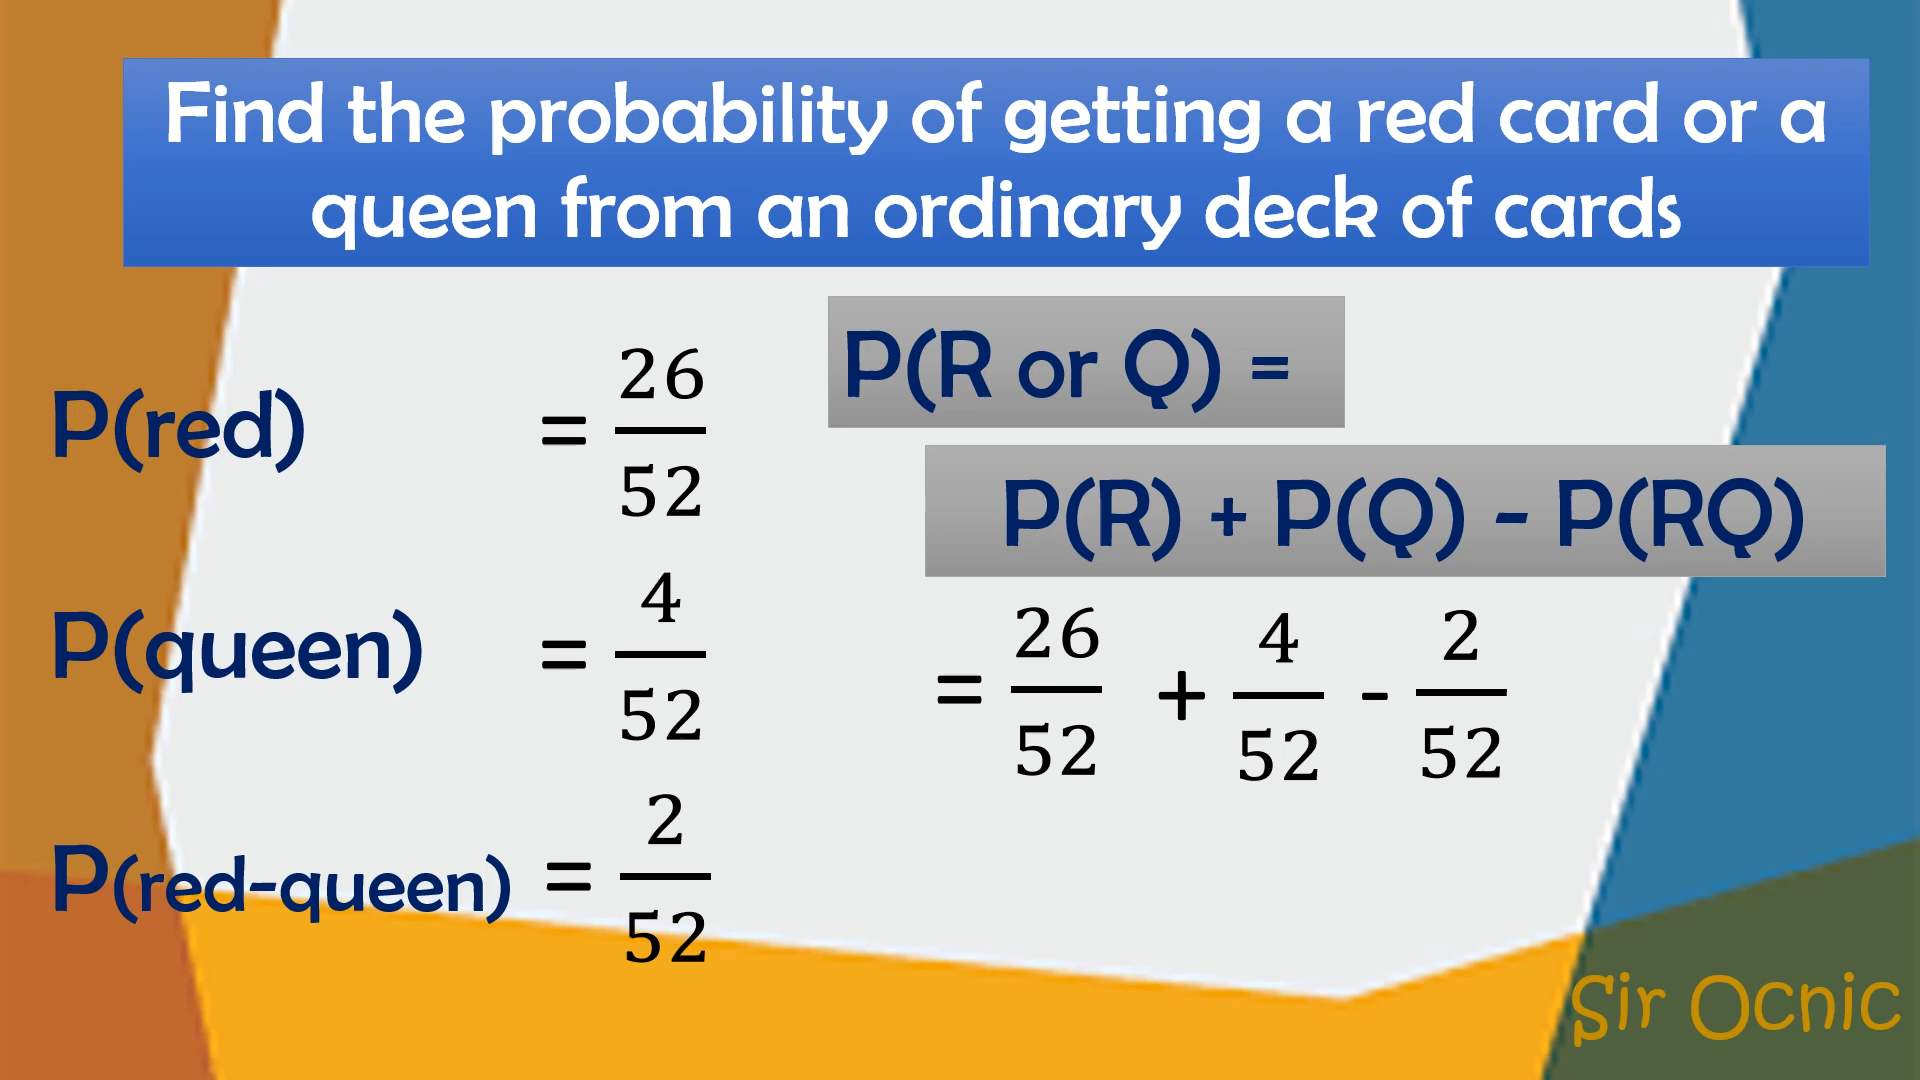 Find the probability of getting a red card or a
queen from an ordinary deck of cards
P(red) = 26/52
P(queen) = 4/52
P(red-queen) = 2/52
P(R or Q) =
P(R) + P(Q) - P(RQ)
= 26/52 + 4/52 - 2/52
Sir Ocnic